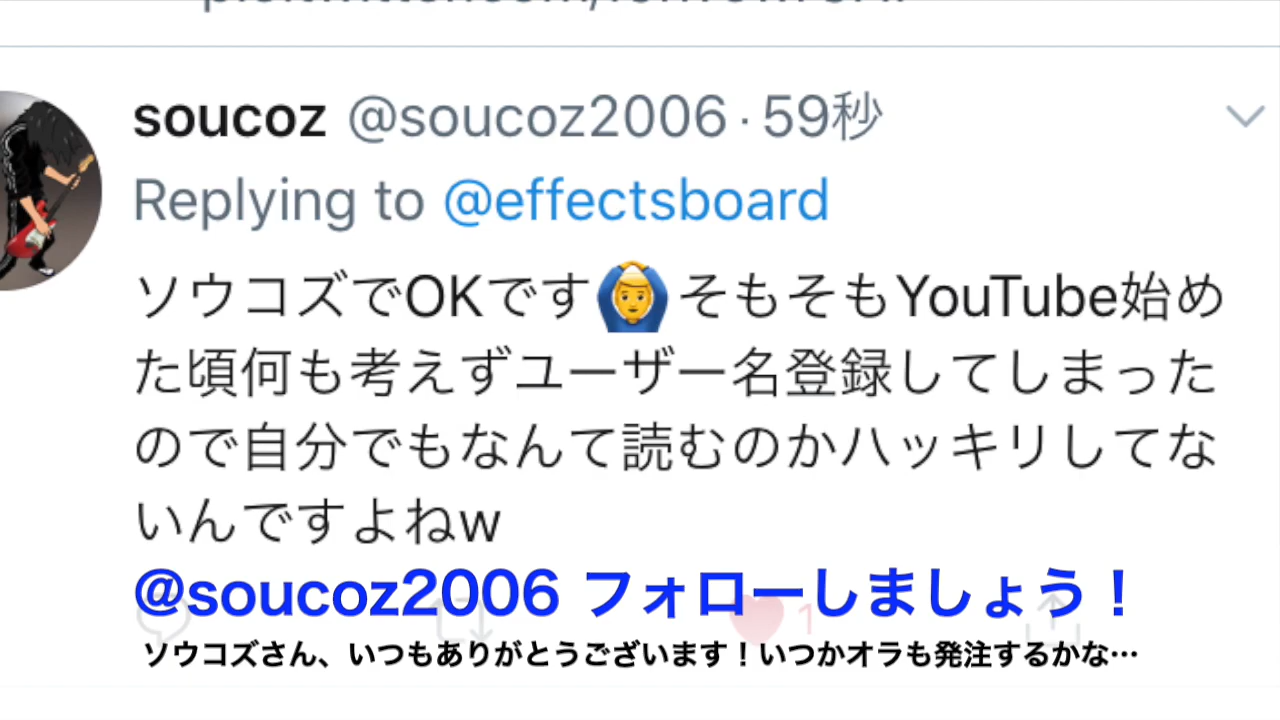 soucoz @soucoz2006 · 59秒
Replying to @effectsboard
ソウコズでOKです🙆‍♂️そもそもYouTube始め
た頃何も考えずユーザー名登録してしまった
ので自分でもなんて読むのかハッキリしてな
いんですよねw
@soucoz2006 フォローしましょう！
1
ソウコズさん、いつもありがとうございます！いつかオラも発注するかな…